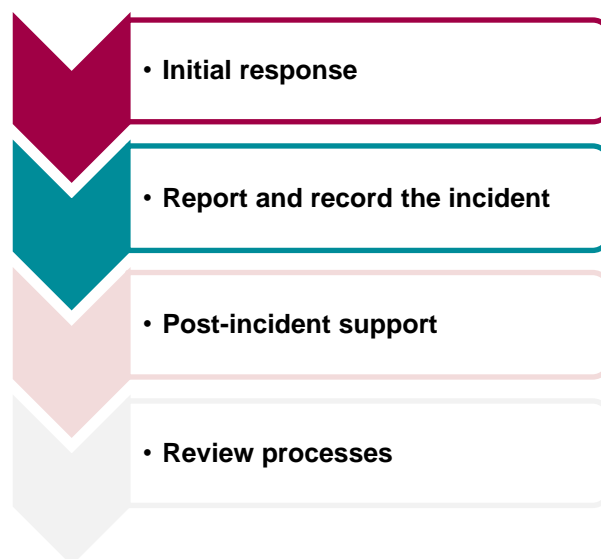 • Initial response
• Report and record the incident
• Post-incident support
• Review processes